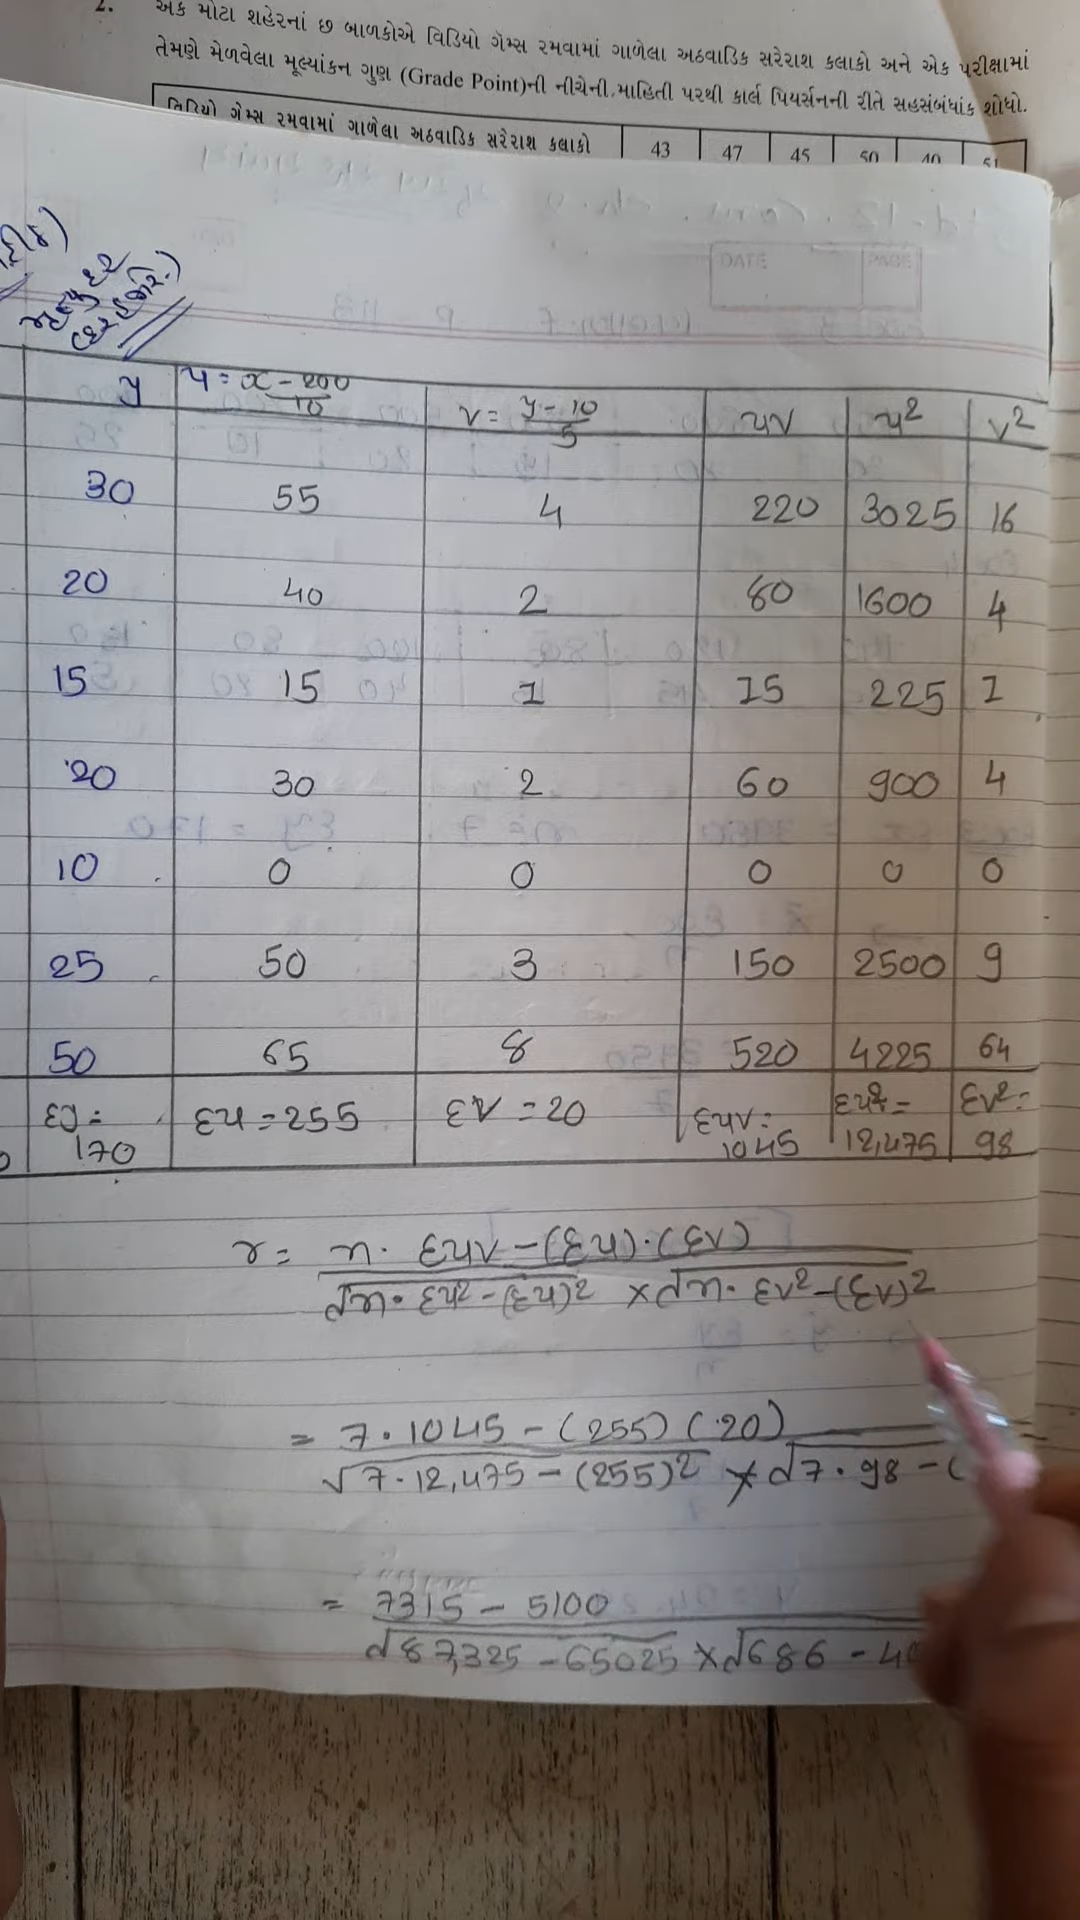 2. એક મોટા શહેરનાં છ બાળકોએ વિડિયો ગૅમ્સ રમવામાં ગાળેલા અઠવાડિક સરેરાશ કલાકો અને એક પરીક્ષામાં
તેમણે મેળવેલા મૂલ્યાંકન ગુણ (Grade Point)ની નીચેની માહિતી પરથી કાર્લ પિયર્સનની રીતે સહસંબંધાંક શોધો.
વિડિયો ગેમ્સ રમવામાં ગાળેલા અઠવાડિક સરેરાશ કલાકો 43 47 45 50 40 51
DATE PAGE
y u = x - 200 / 10 v = y - 10 / 5 uv u² v²
30 55 4 220 3025 16
20 40 2 80 1600 4
15 15 1 15 225 1
20 30 2 60 900 4
10 0 0 0 0 0
25 50 3 150 2500 9
50 65 8 520 4225 64
Σy = 170 Σu = 255 Σv = 20 Σuv = 1045 Σu² = 12,475 Σv² = 98
r = n · Σuv - (Σu) · (Σv)
√n · Σu² - (Σu)² × √n · Σv² - (Σv)²
= 7 · 1045 - (255) (20)
√7 · 12,475 - (255)² × √7 · 98 - (
= 7315 - 5100
√87,325 - 65025 × √686 - 40